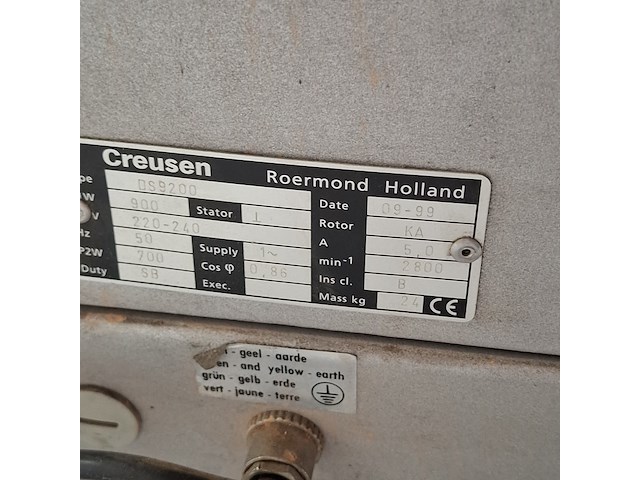 Creusen Roermond Holland
pe DS9200 Date 09-99
W 900 Stator Rotor KA
V 220-240 A 5,0
Hz 50 Supply 1~ min-1 2800
P2W 700 Cos φ 0,86 Ins cl. B
Duty SB Exec. Mass kg 24 CE
- geel - aarde
en - and yellow - earth
grün - gelb - erde
vert - jaune - terre